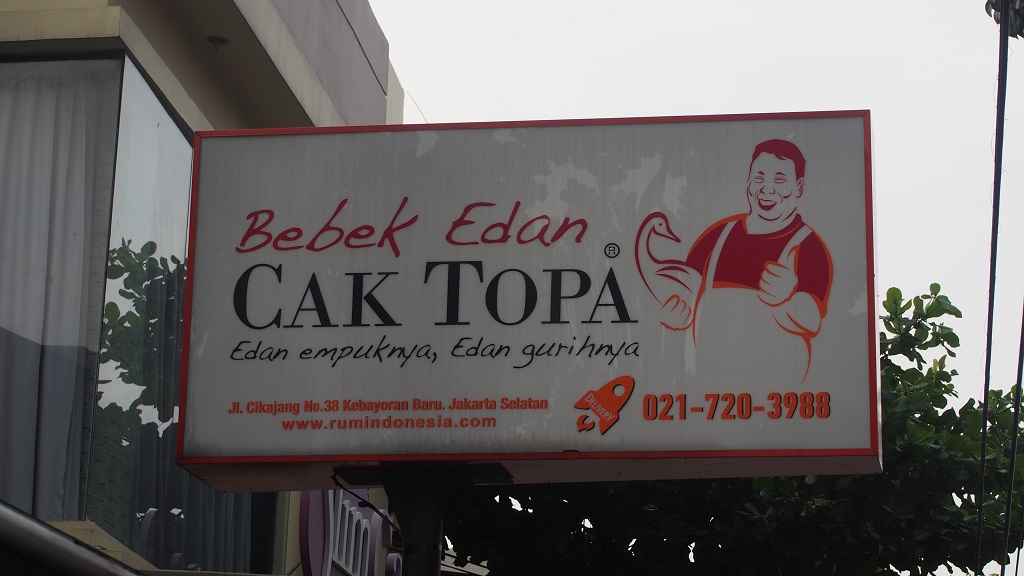 Bebek Edan
CAK TOPA®
Edan empuknya, Edan gurihnya
Jl. Cikajang No.38 Kebayoran Baru. Jakarta Selatan
www.rumindonesia.com
Delivery
021-720-3988